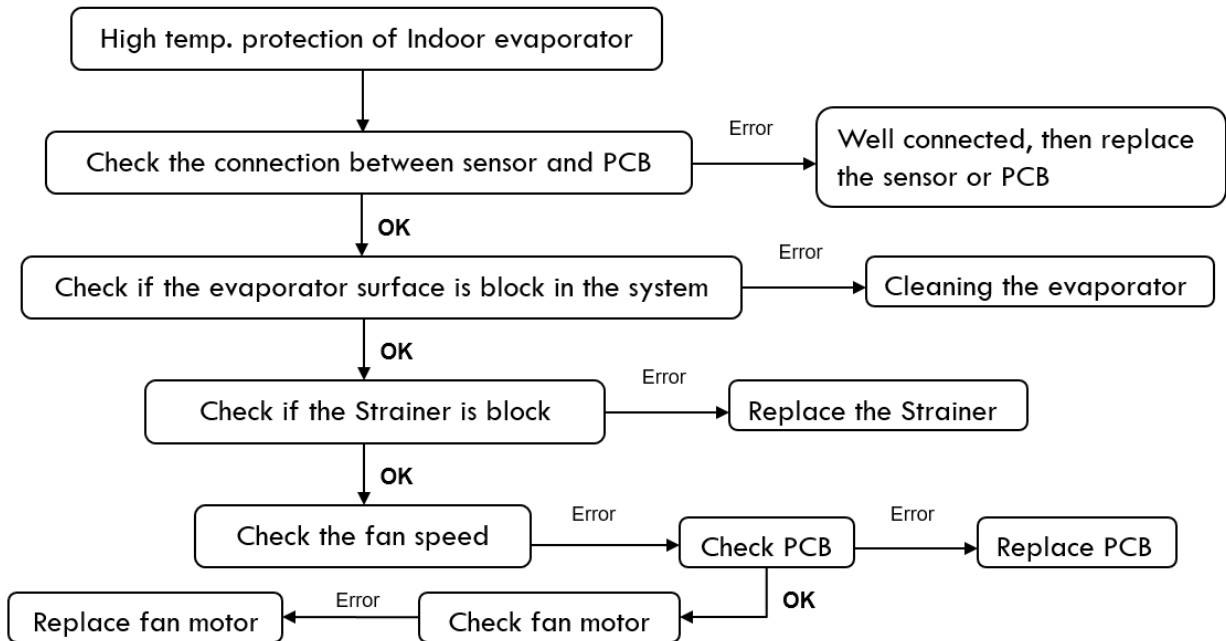 High temp. protection of Indoor evaporator
Check the connection between sensor and PCB
Error
Well connected, then replace
the sensor or PCB
OK
Check if the evaporator surface is block in the system
Error
Cleaning the evaporator
OK
Check if the Strainer is block
Error
Replace the Strainer
OK
Check the fan speed
Error
Check PCB
Error
Replace PCB
OK
Check fan motor
Error
Replace fan motor